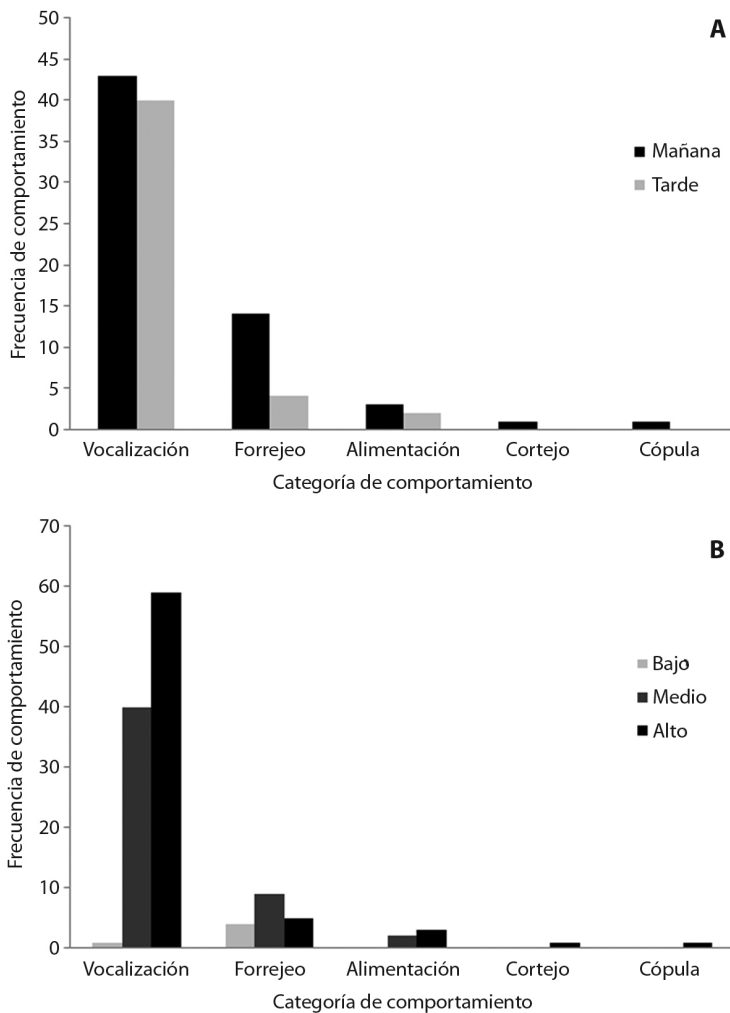 A
Frecuencia de comportamiento
50
45
40
35
30
25
20
15
10
5
0
Mañana
Tarde
Vocalización Forrejeo Alimentación Cortejo Cópula
Categoría de comportamiento
B
Frecuencia de comportamiento
70
60
50
40
30
20
10
0
Bajo
Medio
Alto
Vocalización Forrejeo Alimentación Cortejo Cópula
Categoría de comportamiento